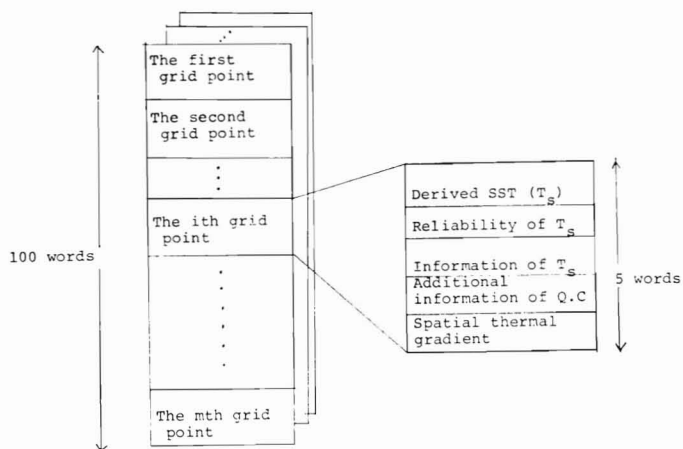 The first
grid point
The second
grid point
The ith grid
point
The mth grid
point
100 words
Derived SST (Ts)
Reliability of Ts
Information of Ts
Additional
information of Q.C
Spatial thermal
gradient
5 words